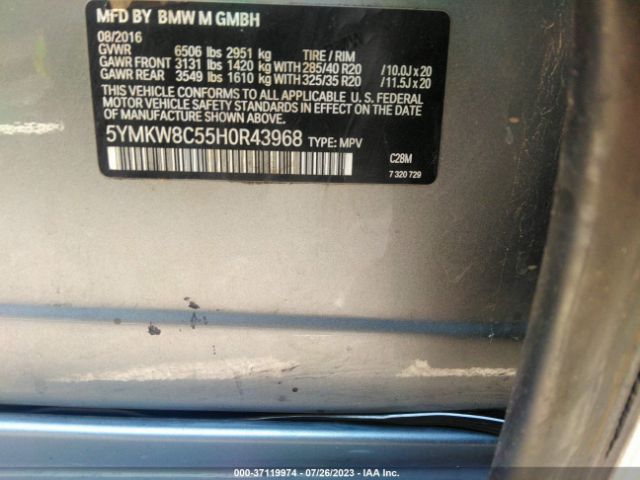 MFD BY BMW M GMBH
08/2016
GVWR 6506 lbs 2951 kg TIRE / RIM
GAWR FRONT 3131 lbs 1420 kg WITH 285/40 R20 /10.0J x 20
GAWR REAR 3549 lbs 1610 kg WITH 325/35 R20 /11.5J x 20
THIS VEHICLE CONFORMS TO ALL APPLICABLE U. S. FEDERAL
MOTOR VEHICLE SAFETY STANDARDS IN EFFECT ON THE DATE
OF MANUFACTURE SHOWN ABOVE.
5YMKW8C55H0R43968 TYPE: MPV
C28M
7 320 729
000-37119974 / 07/26/2023 / IAA Inc.